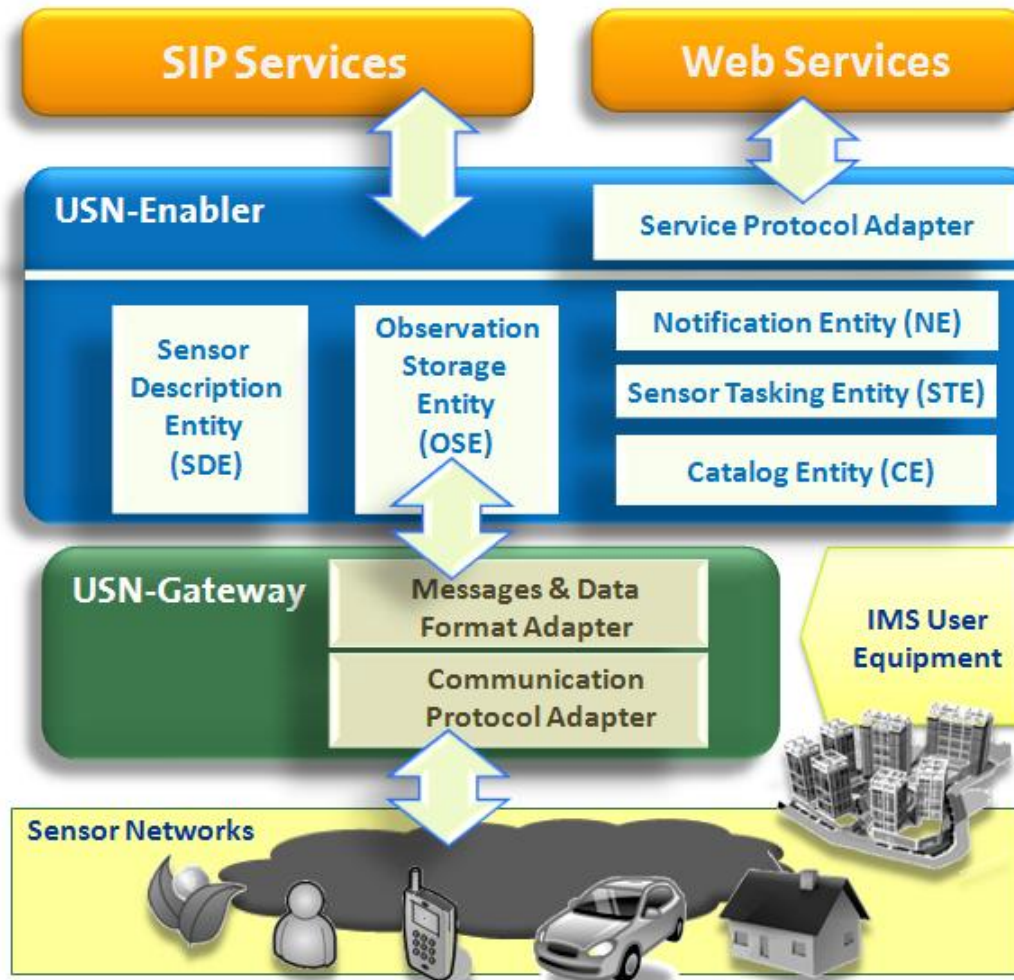 SIP Services
Web Services
USN-Enabler
Service Protocol Adapter
Sensor
Description
Entity
(SDE)
Observation
Storage
Entity
(OSE)
Notification Entity (NE)
Sensor Tasking Entity (STE)
Catalog Entity (CE)
USN-Gateway
Messages & Data
Format Adapter
Communication
Protocol Adapter
IMS User
Equipment
Sensor Networks